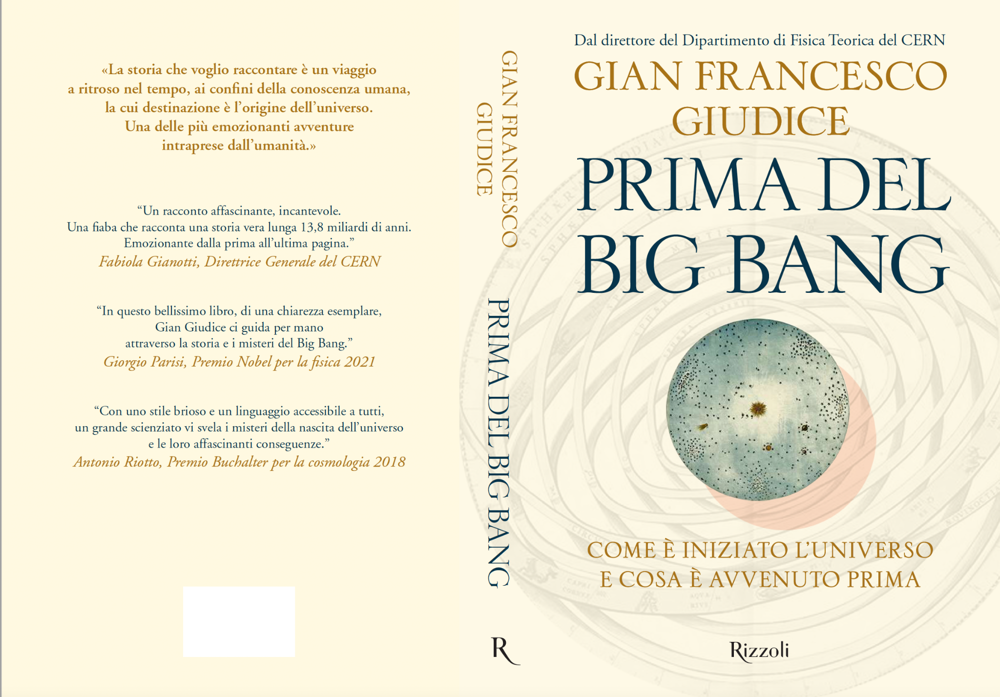 «La storia che voglio raccontare è un viaggio
a ritroso nel tempo, ai confini della conoscenza umana,
la cui destinazione è l’origine dell’universo.
Una delle più emozionanti avventure
intraprese dall’umanità.»
“Un racconto affascinante, incantevole.
Una fiaba che racconta una storia vera lunga 13,8 miliardi di anni.
Emozionante dalla prima all’ultima pagina.”
Fabiola Gianotti, Direttrice Generale del CERN
“In questo bellissimo libro, di una chiarezza esemplare,
Gian Giudice ci guida per mano
attraverso la storia e i misteri del Big Bang.”
Giorgio Parisi, Premio Nobel per la fisica 2021
“Con uno stile brioso e un linguaggio accessibile a tutti,
un grande scienziato vi svela i misteri della nascita dell’universo
e le loro affascinanti conseguenze.”
Antonio Riotto, Premio Buchalter per la cosmologia 2018
GIAN FRANCESCO
GIUDICE
PRIMA DEL BIG BANG
R
Dal direttore del Dipartimento di Fisica Teorica del CERN
GIAN FRANCESCO
GIUDICE
PRIMA DEL
BIG BANG
COME È INIZIATO L’UNIVERSO
E COSA È AVVENUTO PRIMA
Rizzoli